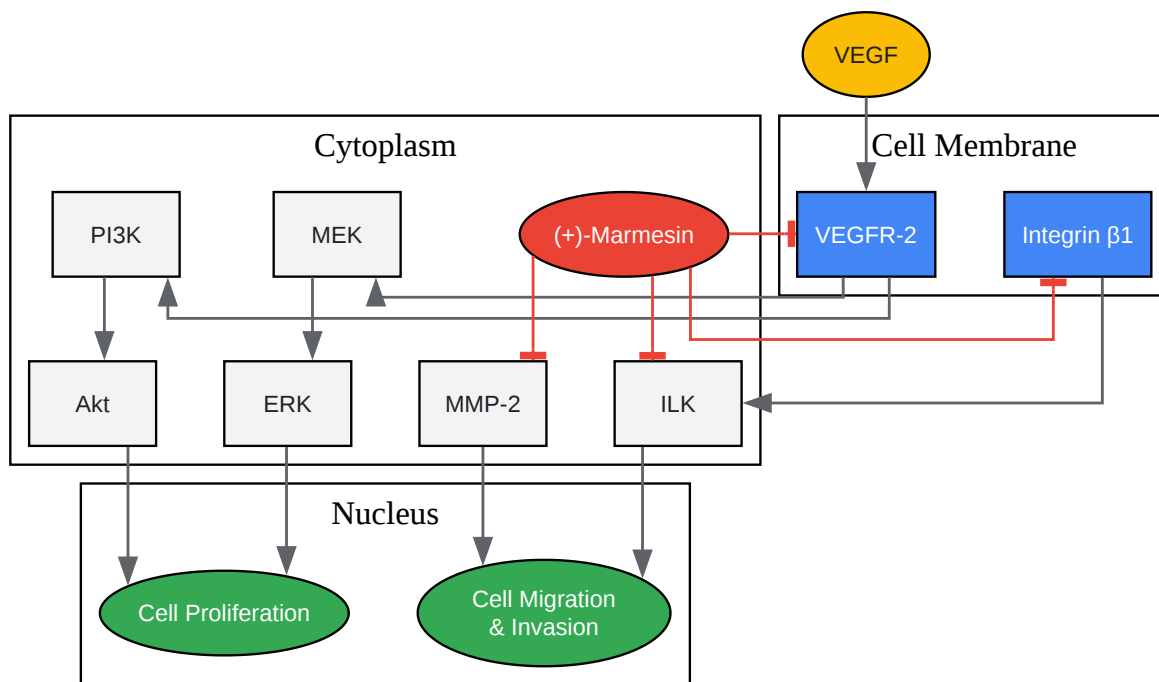 VEGF
Cytoplasm
Cell Membrane
PI3K
MEK
(+)-Marmesin
VEGFR-2
Integrin β1
Akt
ERK
MMP-2
ILK
Nucleus
Cell Proliferation
Cell Migration
& Invasion